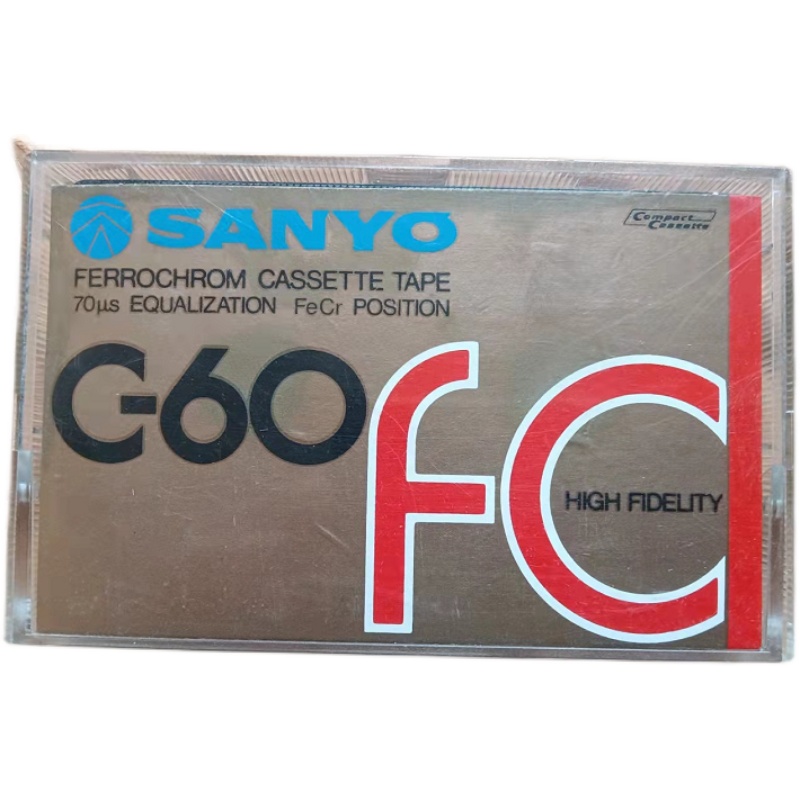 SANYO
Compact
Cassette
FERROCHROM CASSETTE TAPE
70μs EQUALIZATION FeCr POSITION
C-60
fC
HIGH FIDELITY